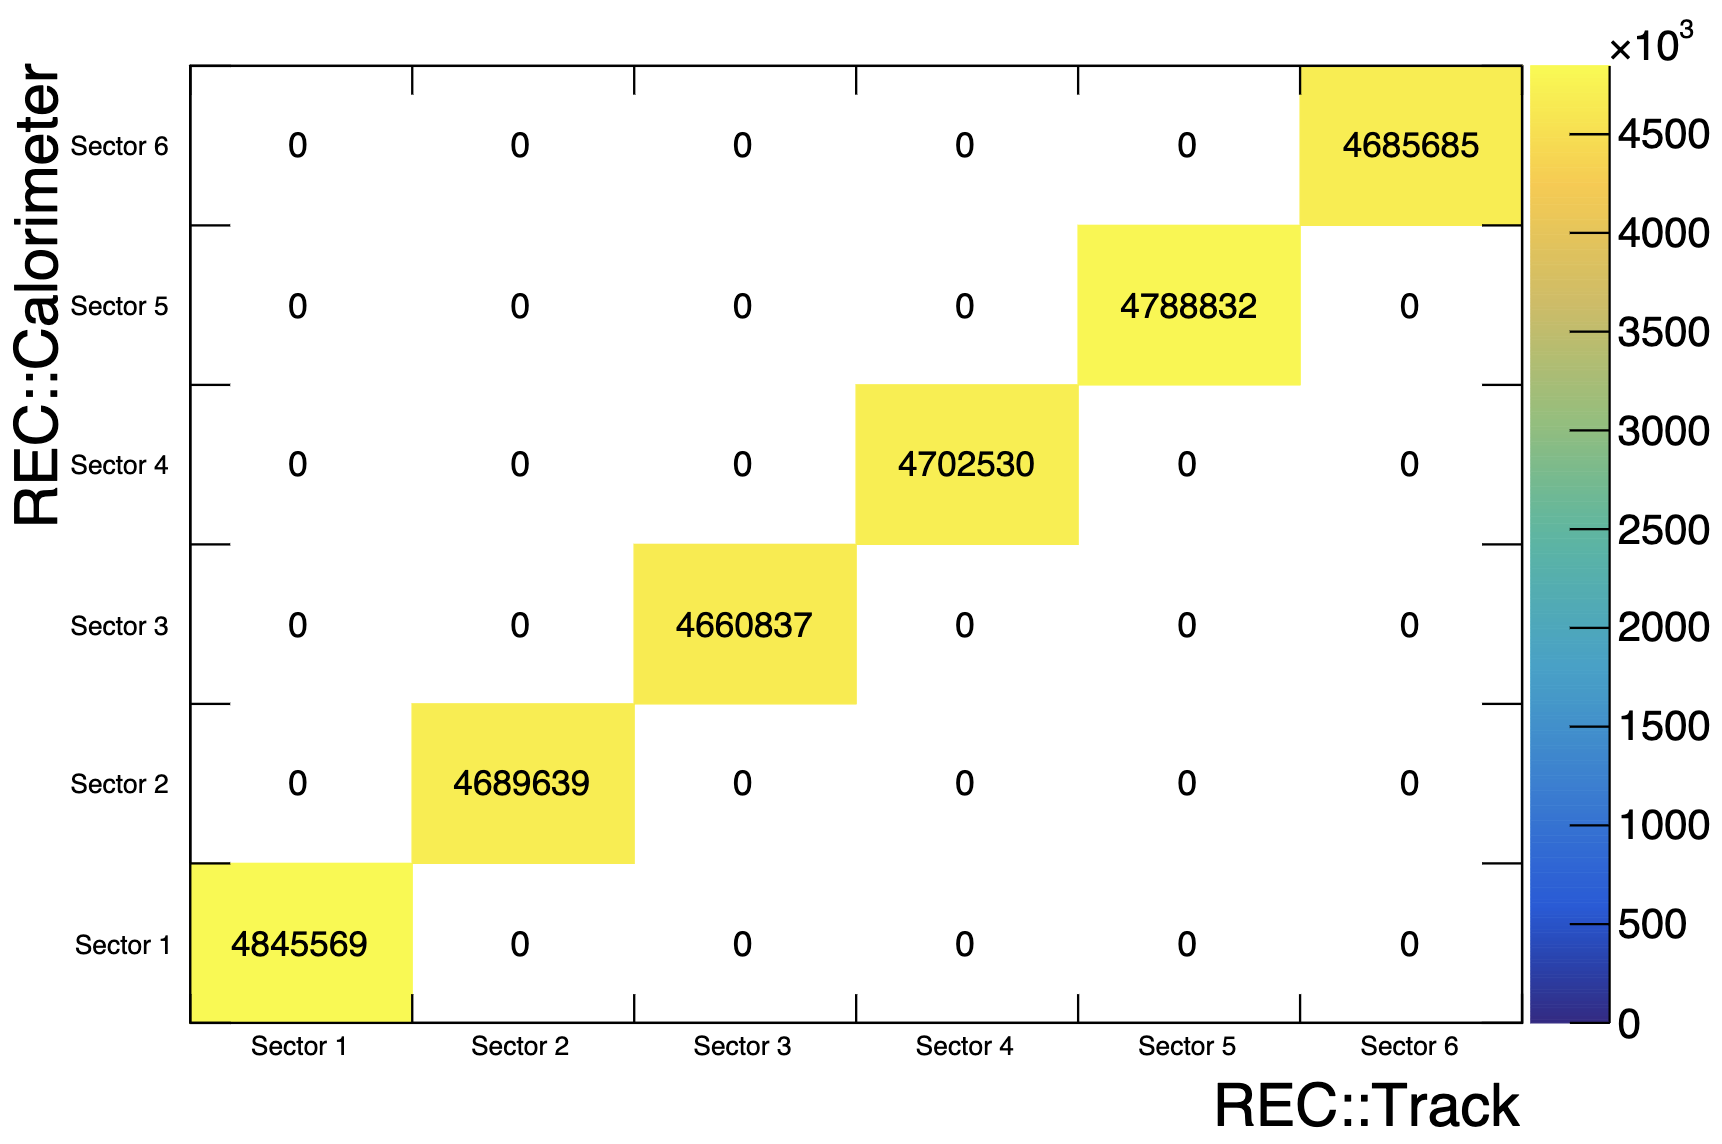 ×10³
REC::Calorimeter
Sector 6 0 0 0 0 0 4685685
Sector 5 0 0 0 0 4788832 0
Sector 4 0 0 0 4702530 0 0
Sector 3 0 0 4660837 0 0 0
Sector 2 0 4689639 0 0 0 0
Sector 1 4845569 0 0 0 0 0
Sector 1 Sector 2 Sector 3 Sector 4 Sector 5 Sector 6
REC::Track
4500
4000
3500
3000
2500
2000
1500
1000
500
0